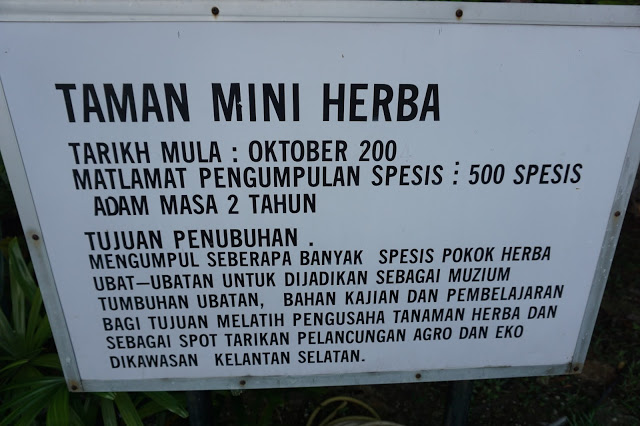 TAMAN MINI HERBA
TARIKH MULA : OKTOBER 200
MATLAMAT PENGUMPULAN SPESIS : 500 SPESIS
ADAM MASA 2 TAHUN
TUJUAN PENUBUHAN .
MENGUMPUL SEBERAPA BANYAK SPESIS POKOK HERBA
UBAT-UBATAN UNTUK DIJADIKAN SEBAGAI MUZIUM
TUMBUHAN UBATAN, BAHAN KAJIAN DAN PEMBELAJARAN
BAGI TUJUAN MELATIH PENGUSAHA TANAMAN HERBA DAN
SEBAGAI SPOT TARIKAN PELANCUNGAN AGRO DAN EKO
DIKAWASAN KELANTAN SELATAN.